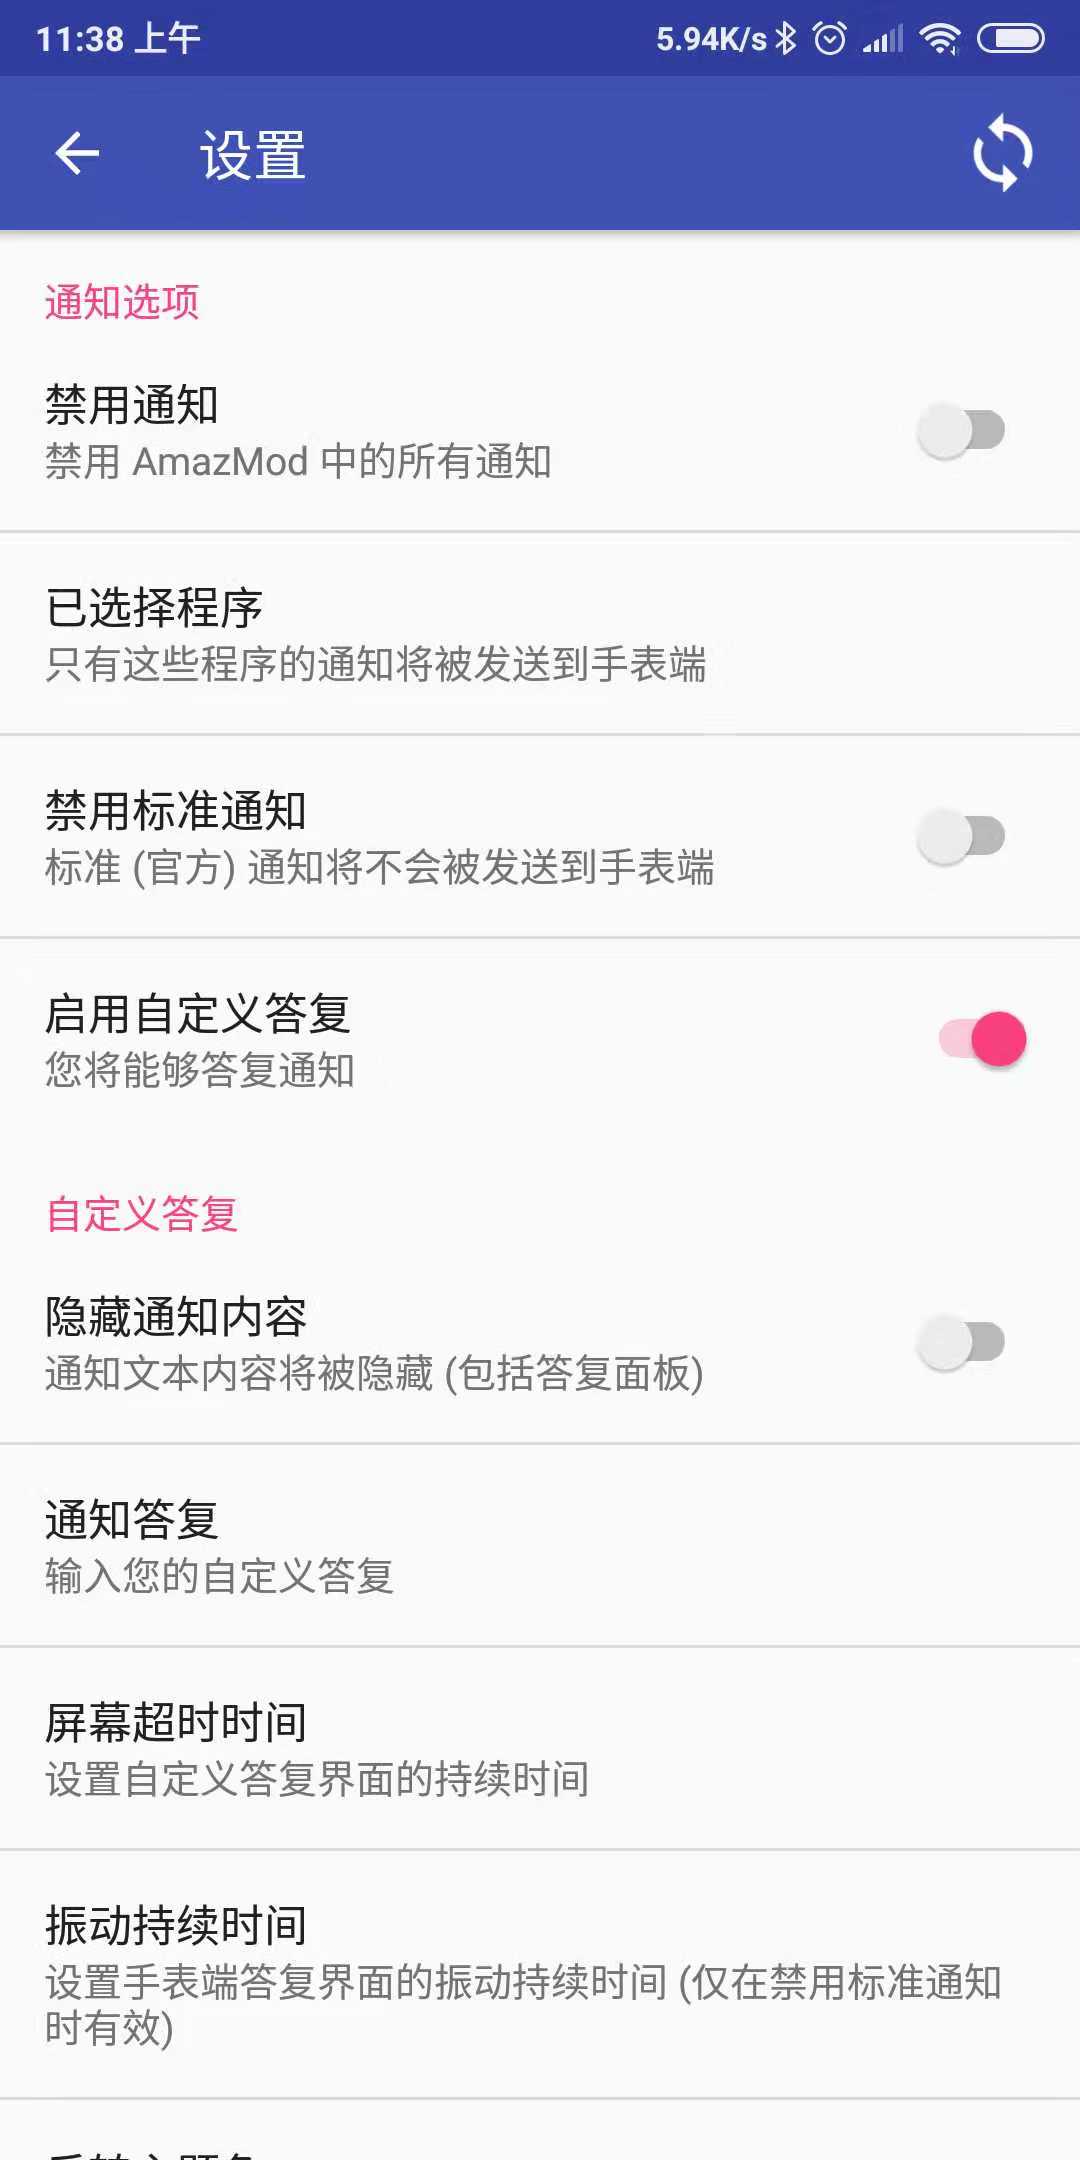 11:38 上午
5.94K/s
设置
通知选项
禁用通知
禁用 AmazMod 中的所有通知
已选择程序
只有这些程序的通知将被发送到手表端
禁用标准通知
标准 (官方) 通知将不会被发送到手表端
启用自定义答复
您将能够答复通知
自定义答复
隐藏通知内容
通知文本内容将被隐藏 (包括答复面板)
通知答复
输入您的自定义答复
屏幕超时时间
设置自定义答复界面的持续时间
振动持续时间
设置手表端答复界面的振动持续时间 (仅在禁用标准通知
时有效)